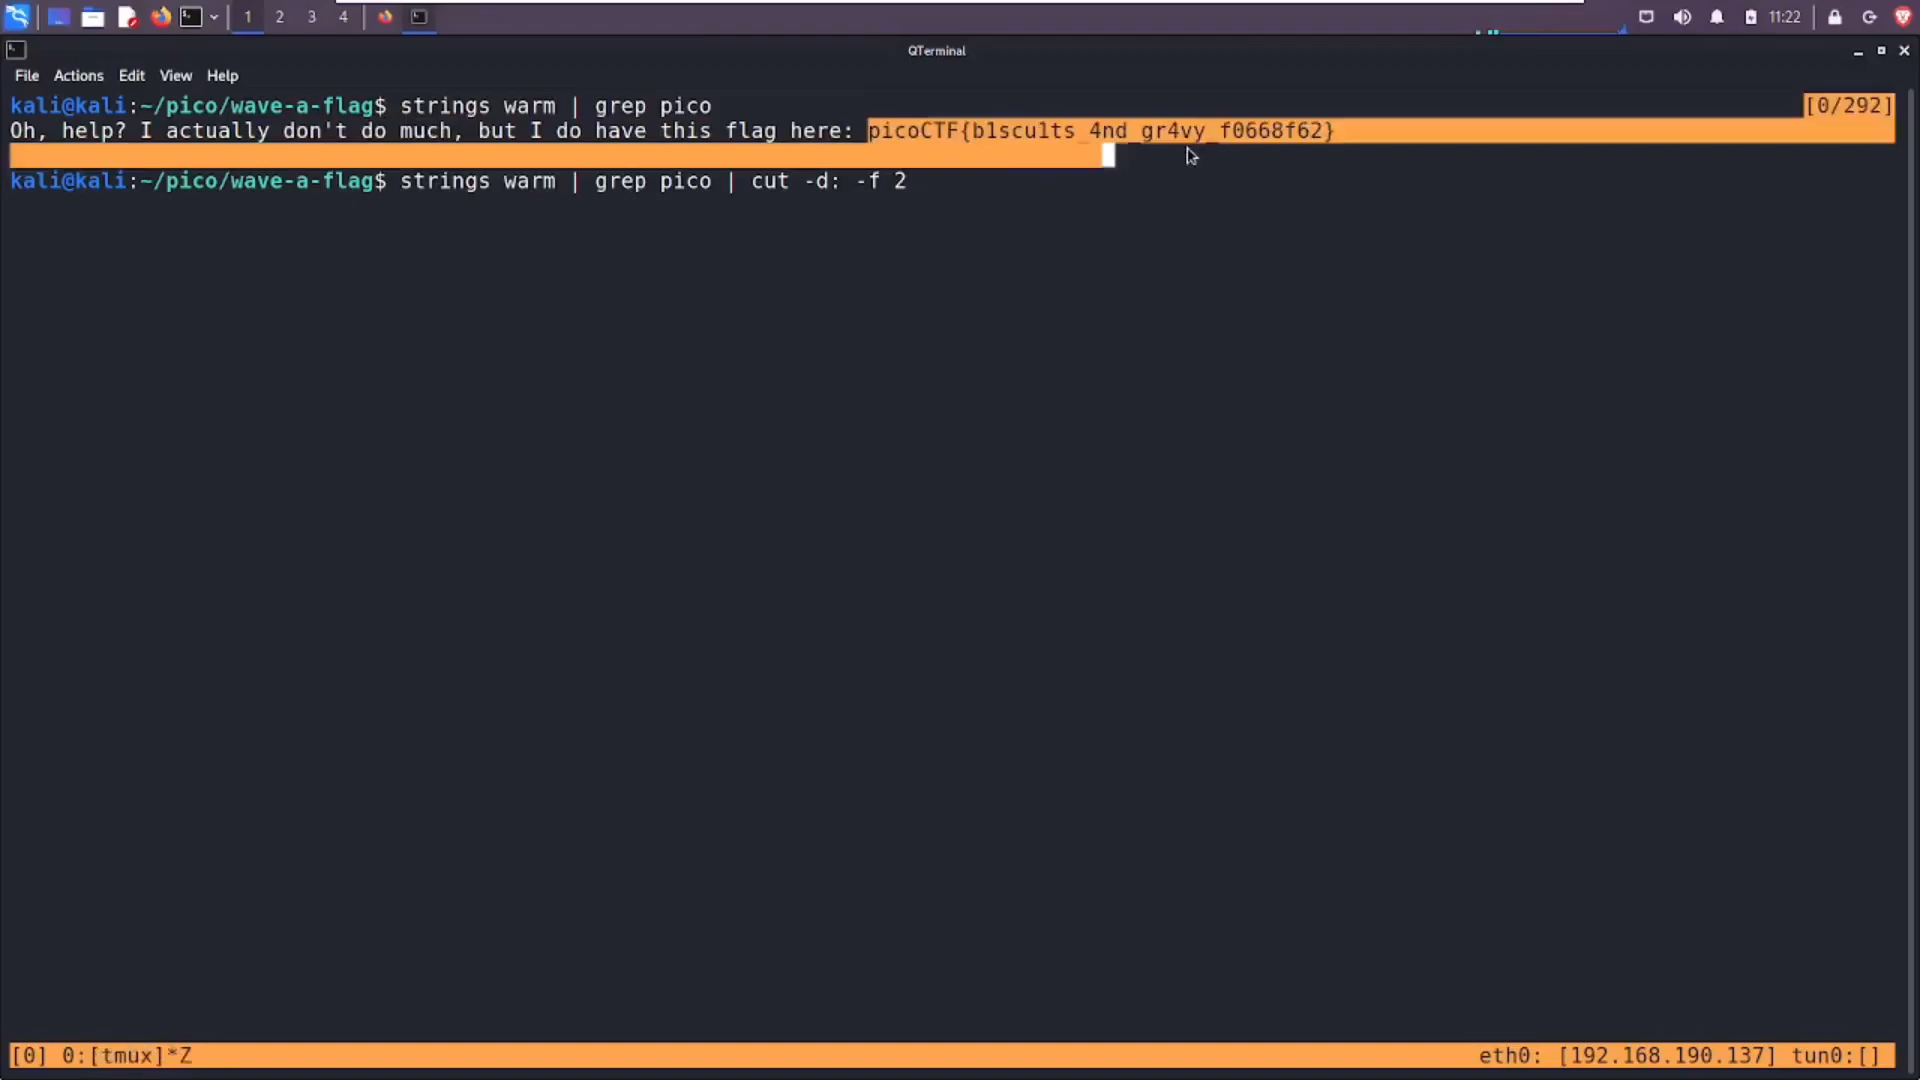 1 2 3 4
11:22
QTerminal
File Actions Edit View Help
kali@kali:~/pico/wave-a-flag$ strings warm | grep pico
[0/292]
Oh, help? I actually don't do much, but I do have this flag here: picoCTF{b1scu1ts_4nd_gr4vy_f0668f62}
kali@kali:~/pico/wave-a-flag$ strings warm | grep pico | cut -d: -f 2
[0] 0:[tmux]*Z
eth0: [192.168.190.137] tun0:[]